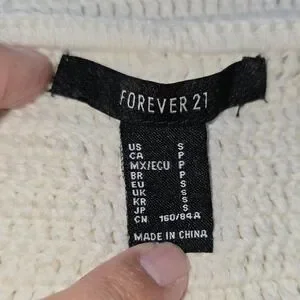 FOREVER 21
US S
CA P
MX/ECU P
BR P
EU S
UK S
KR S
JP S
CN 160/84A
MADE IN CHINA